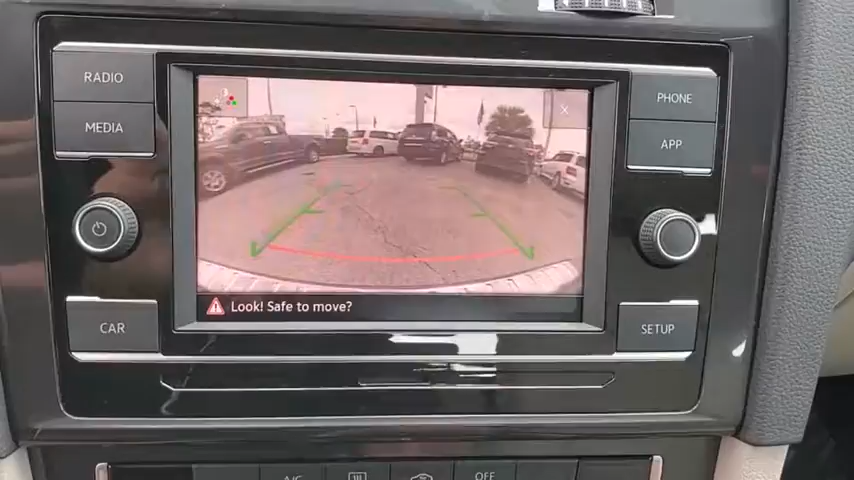 RADIO
MEDIA
PHONE
APP
Look! Safe to move?
CAR
SETUP
A/C
OFF